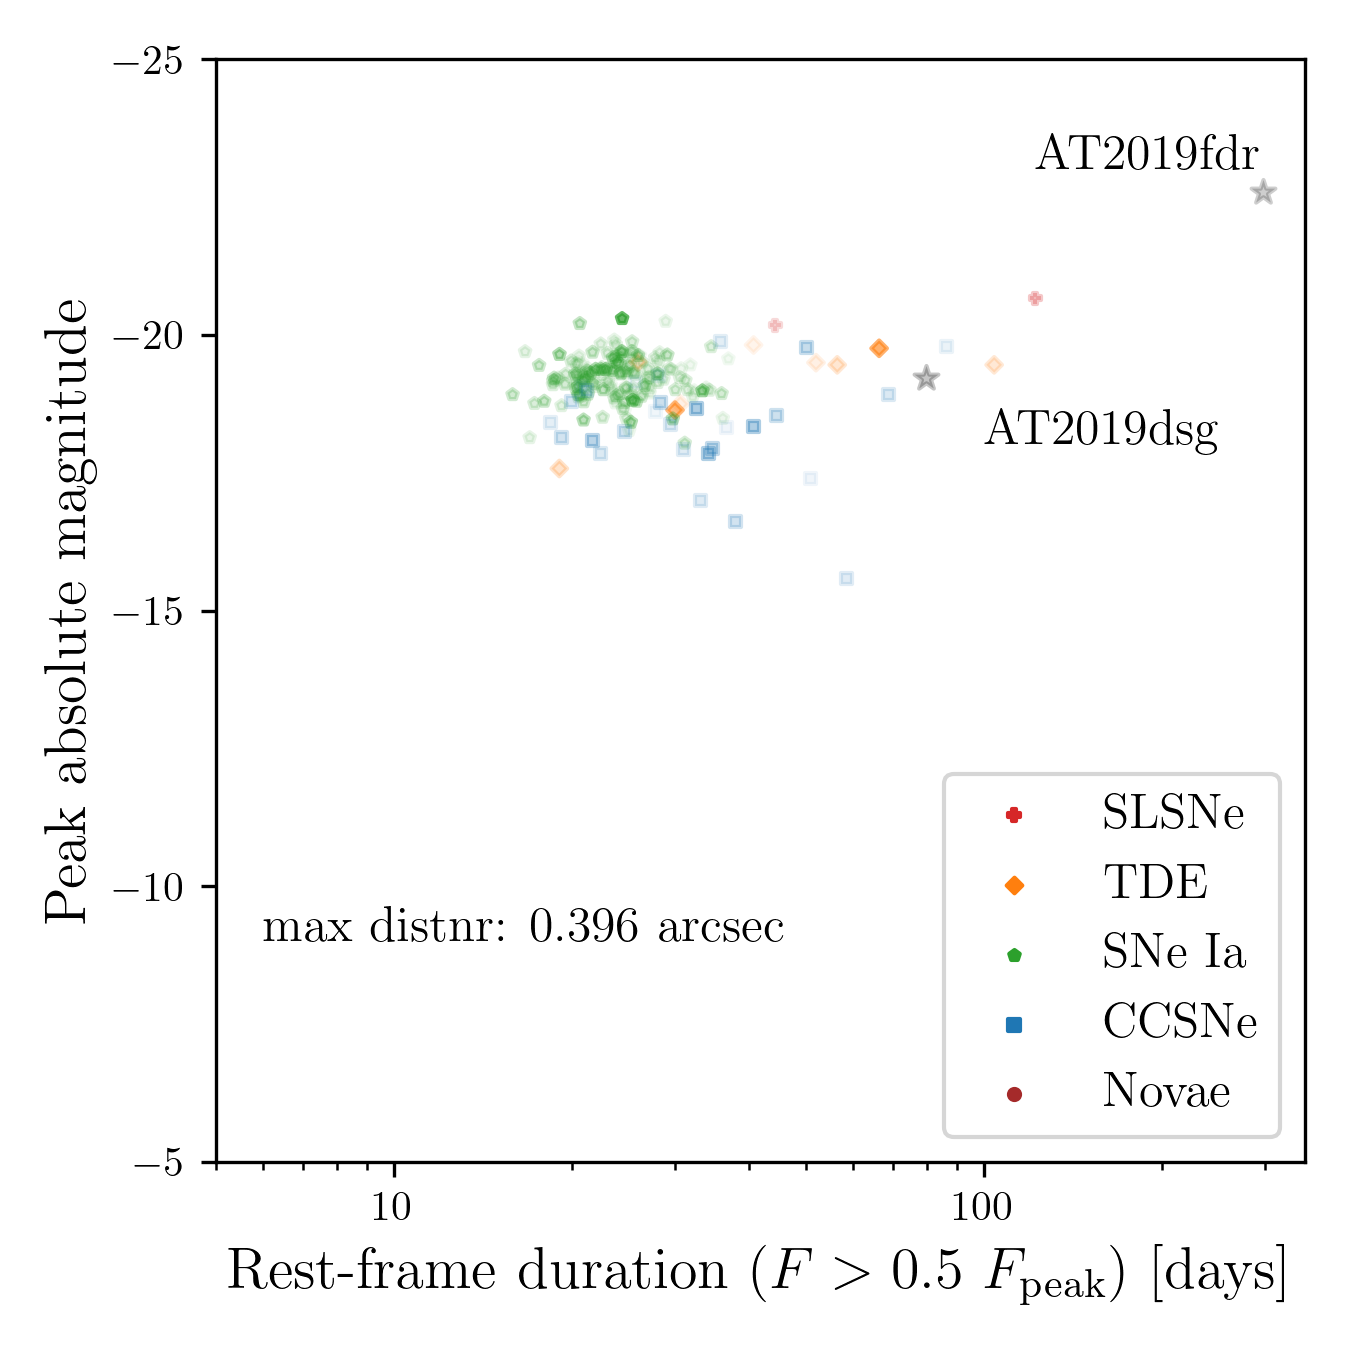 −25
AT2019fdr
−20
AT2019dsg
−15
−10
−5
Peak absolute magnitude
max distnr: 0.396 arcsec
SLSNe
TDE
SNe Ia
CCSNe
Novae
10
100
Rest-frame duration (F > 0.5 F_peak) [days]